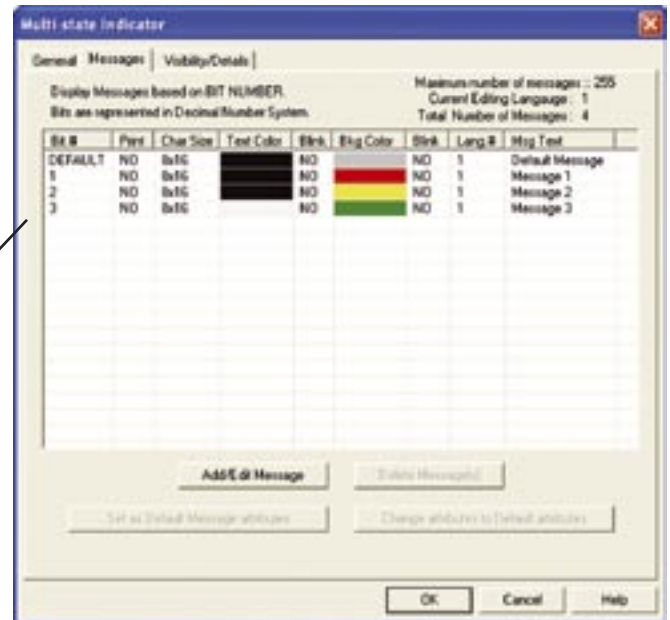 Multi-state Indicator
General Messages Visibility/Details
Display Messages based on BIT NUMBER.
Bits are represented in Decimal Number System.
Maximum number of messages : 255
Current Editing Langauge : 1
Total Number of Messages : 4
Bit # Print Char Size Text Color Blink Bkg Color Blink Lang # Msg Text
DEFAULT NO 8x16 NO NO 1 Default Message
1 NO 8x16 NO NO 1 Message 1
2 NO 8x16 NO NO 1 Message 2
3 NO 8x16 NO NO 1 Message 3
Add/Edit Message Delete Message(s)
Set as Default Message attributes Change attributes to Default attributes
OK Cancel Help